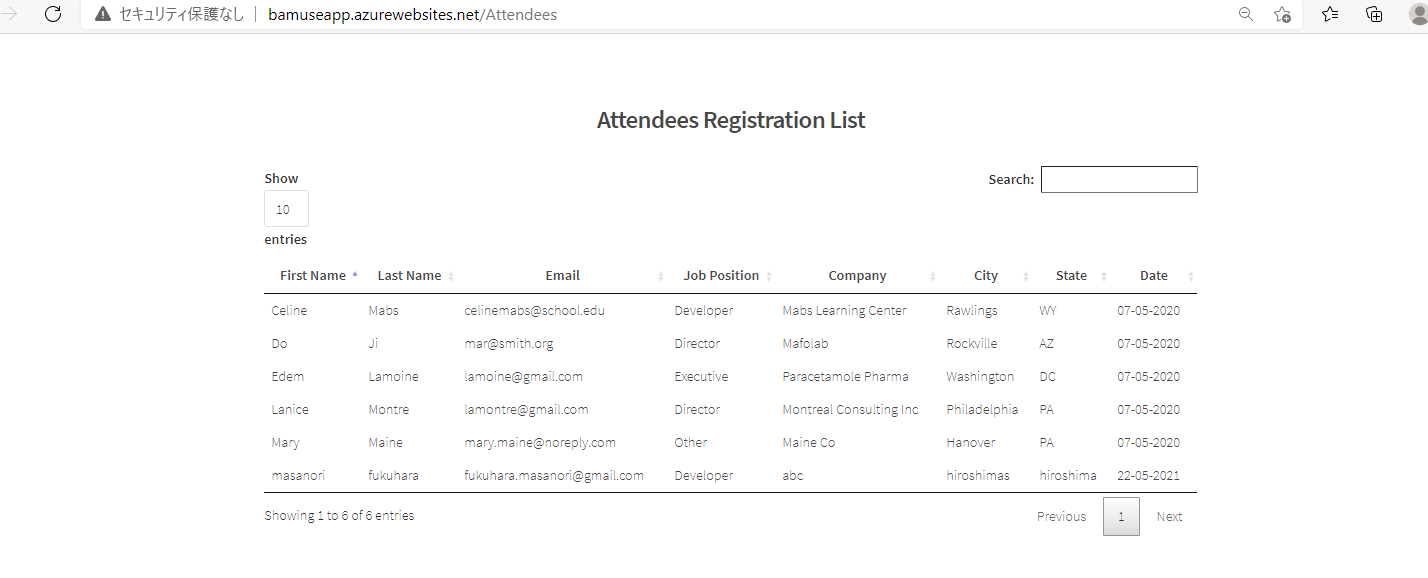 セキュリティ保護なし bamuseapp.azurewebsites.net/Attendees
Attendees Registration List
Show
10
entries
Search:
First Name Last Name Email Job Position Company City State Date
Celine Mabs celinemabs@school.edu Developer Mabs Learning Center Rawlings WY 07-05-2020
Do Ji mar@smith.org Director Mafolab Rockville AZ 07-05-2020
Edem Lamoine lamoine@gmail.com Executive Paracetamole Pharma Washington DC 07-05-2020
Lanice Montre lamontre@gmail.com Director Montreal Consulting Inc Philadelphia PA 07-05-2020
Mary Maine mary.maine@noreply.com Other Maine Co Hanover PA 07-05-2020
masanori fukuhara fukuhara.masanori@gmail.com Developer abc hiroshimas hiroshima 22-05-2021
Showing 1 to 6 of 6 entries
Previous 1 Next